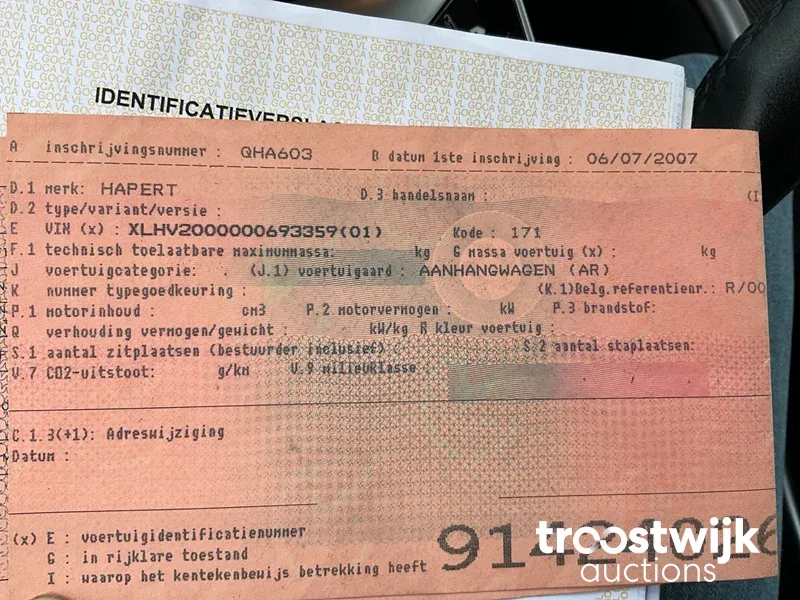 IDENTIFICATIEVERSLAG
A inschrijvingsnummer : QHA603 B datum 1ste inschrijving : 06/07/2007
D.1 merk: HAPERT D.3 handelsnaam : (I
D.2 type/variant/versie :
E VIN (x) : XLHV2000000693359(01) Kode : 171
F.1 technisch toelaatbare maximummassa: kg G massa voertuig (x) : kg
J voertuigcategorie: . (J.1) voertuigaard : AANHANGWAGEN (AR)
K nummer typegoedkeuring : (K.1)Belg.referentienr.: R/00
P.1 motorinhoud : cm3 P.2 motorvermogen : kW P.3 brandstof:
Q verhouding vermogen/gewicht : kW/kg R kleur voertuig :
S.1 aantal zitplaatsen (bestuurder inclusief) S.2 aantal staplaatsen:
V.7 CO2-uitstoot: g/km V.9 milieuklasse
C.1.3(+1): Adreswijziging
Datum :
(x) E : voertuigidentificatienummer
G : in rijklare toestand
I : waarop het kentekenbewijs betrekking heeft
troostwijk
auctions